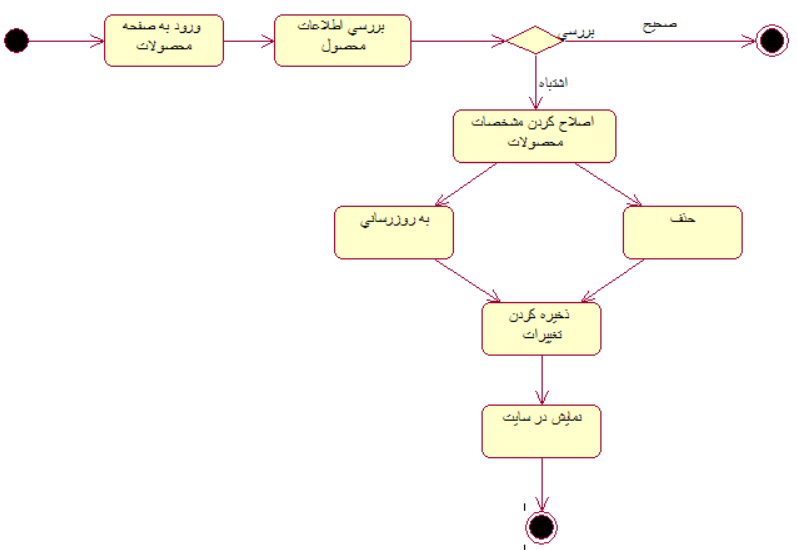 ورود به صفحه
محصولات
بررسي اطلاعات
محصول
بررسي
صحيح
اشتباه
اصلاح كردن مشخصات
محصولات
به روزرساني
حذف
ذخيره كردن
تغييرات
نمايش در سايت